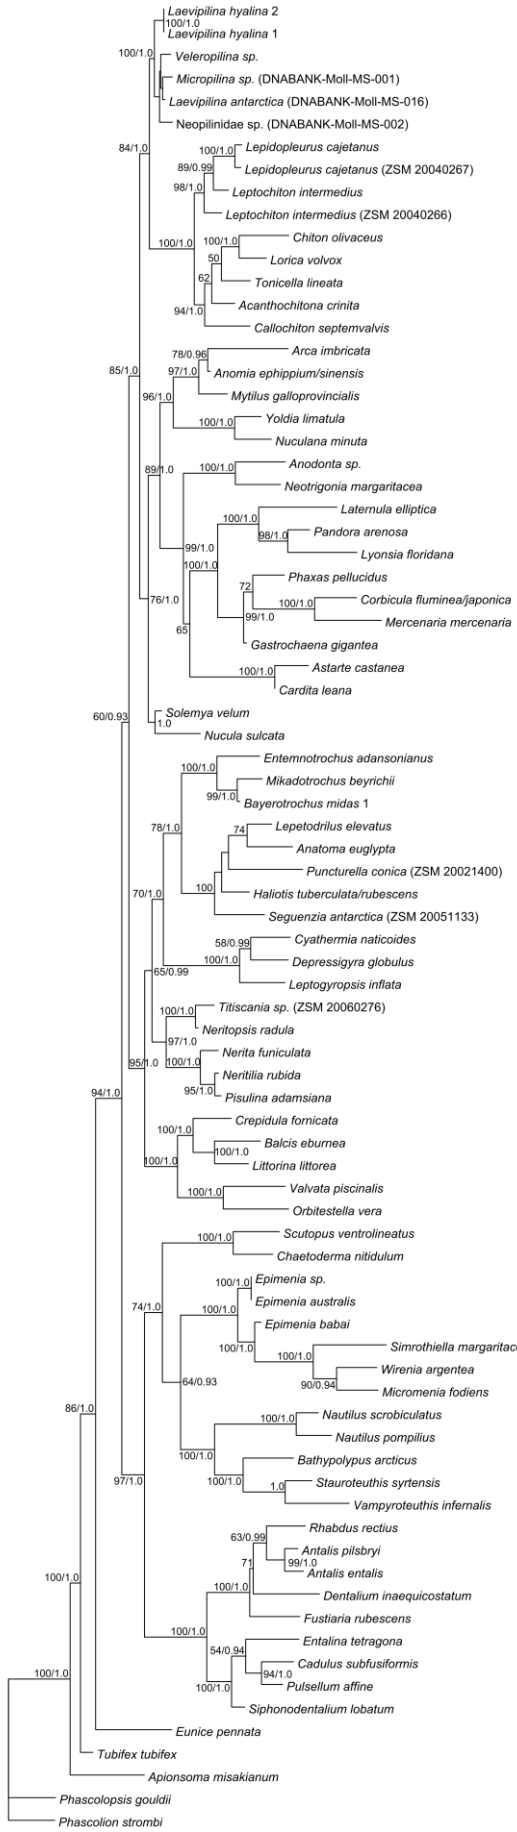 Laevipilina hyalina 2
100/1.0
Laevipilina hyalina 1
100/1.0
Veleropilina sp.
Micropilina sp. (DNABANK-Moll-MS-001)
Laevipilina antarctica (DNABANK-Moll-MS-016)
Neopilinidae sp. (DNABANK-Moll-MS-002)
84/1.0
100/1.0
Lepidopleurus cajetanus
89/0.99
Lepidopleurus cajetanus (ZSM 20040267)
98/1.0
Leptochiton intermedius
Leptochiton intermedius (ZSM 20040266)
100/1.0
Chiton olivaceus
100/1.0
50
Lorica volvox
62
Tonicella lineata
Acanthochitona crinita
94/1.0
Callochiton septemvalvis
78/0.96
Arca imbricata
85/1.0
97/1.0
Anomia ephippium/sinensis
96/1.0
Mytilus galloprovincialis
100/1.0
Yoldia limatula
Nuculana minuta
89/1.0
100/1.0
Anodonta sp.
Neotrigonia margaritacea
100/1.0
Laternula elliptica
98/1.0
Pandora arenosa
99/1.0
Lyonsia floridana
100/1.0
72
Phaxas pellucidus
76/1.0
100/1.0
Corbicula fluminea/japonica
99/1.0
Mercenaria mercenaria
65
Gastrochaena gigantea
100/1.0
Astarte castanea
Cardita leana
60/0.93
Solemya velum
1.0
Nucula sulcata
100/1.0
Entemnotrochus adansonianus
Mikadotrochus beyrichii
99/1.0
Bayerotrochus midas 1
78/1.0
74
Lepetodrilus elevatus
Anatoma euglypta
Puncturella conica (ZSM 20021400)
70/1.0
100
Haliotis tuberculata/rubescens
Seguenzia antarctica (ZSM 20051133)
58/0.99
Cyathermia naticoides
65/0.99
100/1.0
Depressigyra globulus
Leptogyropsis inflata
100/1.0
Titiscania sp. (ZSM 20060276)
Neritopsis radula
97/1.0
95/1.0
100/1.0
Nerita funiculata
Neritilia rubida
95/1.0
Pisulina adamsiana
94/1.0
Crepidula fornicata
100/1.0
Balcis eburnea
100/1.0
100/1.0
Littorina littorea
100/1.0
Valvata piscinalis
Orbitestella vera
100/1.0
Scutopus ventrolineatus
Chaetoderma nitidulum
100/1.0
Epimenia sp.
74/1.0
100/1.0
Epimenia australis
Epimenia babai
100/1.0
Simrothiella margaritac
100/1.0
Wirenia argentea
64/0.93
90/0.94
Micromenia fodiens
86/1.0
100/1.0
Nautilus scrobiculatus
Nautilus pompilius
100/1.0
Bathypolypus arcticus
97/1.0
100/1.0
Stauroteuthis syrtensis
1.0
Vampyroteuthis infernalis
63/0.99
Rhabdus rectius
Antalis pilsbryi
71
99/1.0
Antalis entalis
100/1.0
100/1.0
Dentalium inaequicostatum
Fustiaria rubescens
100/1.0
Entalina tetragona
54/0.94
Cadulus subfusiformis
100/1.0
94/1.0
Pulsellum affine
100/1.0
Siphonodentalium lobatum
Eunice pennata
Tubifex tubifex
Apionsoma misakianum
Phascolopsis gouldii
Phascolion strombi